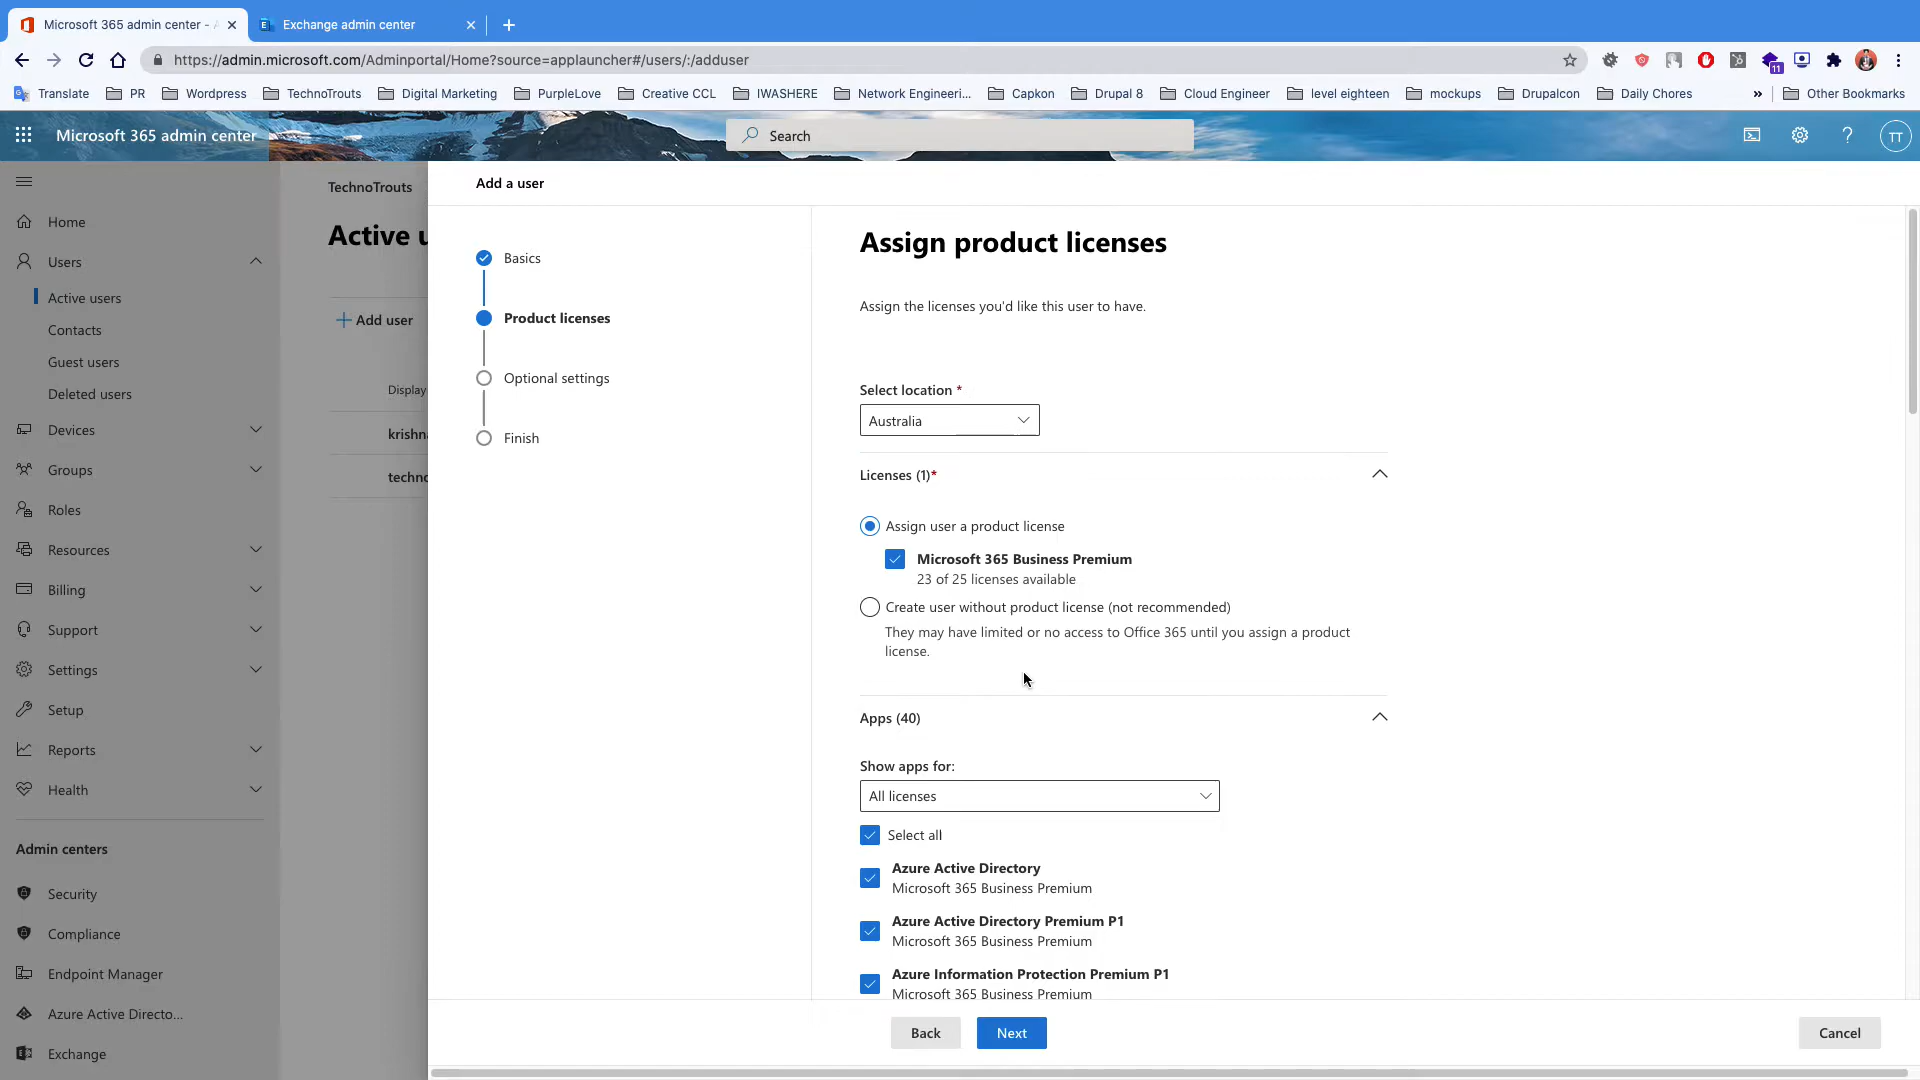 Microsoft 365 admin center - A
Exchange admin center
https://admin.microsoft.com/Adminportal/Home?source=applauncher#/users/:/adduser
11
Translate
PR
Wordpress
TechnoTrouts
Digital Marketing
PurpleLove
Creative CCL
IWASHERE
Network Engineeri...
Capkon
Drupal 8
Cloud Engineer
level eighteen
mockups
Drupalcon
Daily Chores
»
Other Bookmarks
Microsoft 365 admin center
Search
?
TT
Home
Users
Active users
Contacts
Guest users
Deleted users
Devices
Groups
Roles
Resources
Billing
Support
Settings
Setup
Reports
Health
Admin centers
Security
Compliance
Endpoint Manager
Azure Active Directo...
Exchange
TechnoTrouts
Active u
Add user
Display
krishna
techno
Add a user
Basics
Product licenses
Optional settings
Finish
Assign product licenses
Assign the licenses you'd like this user to have.
Select location *
Australia
Licenses (1)*
Assign user a product license
Microsoft 365 Business Premium
23 of 25 licenses available
Create user without product license (not recommended)
They may have limited or no access to Office 365 until you assign a product
license.
Apps (40)
Show apps for:
All licenses
Select all
Azure Active Directory
Microsoft 365 Business Premium
Azure Active Directory Premium P1
Microsoft 365 Business Premium
Azure Information Protection Premium P1
Microsoft 365 Business Premium
Back
Next
Cancel